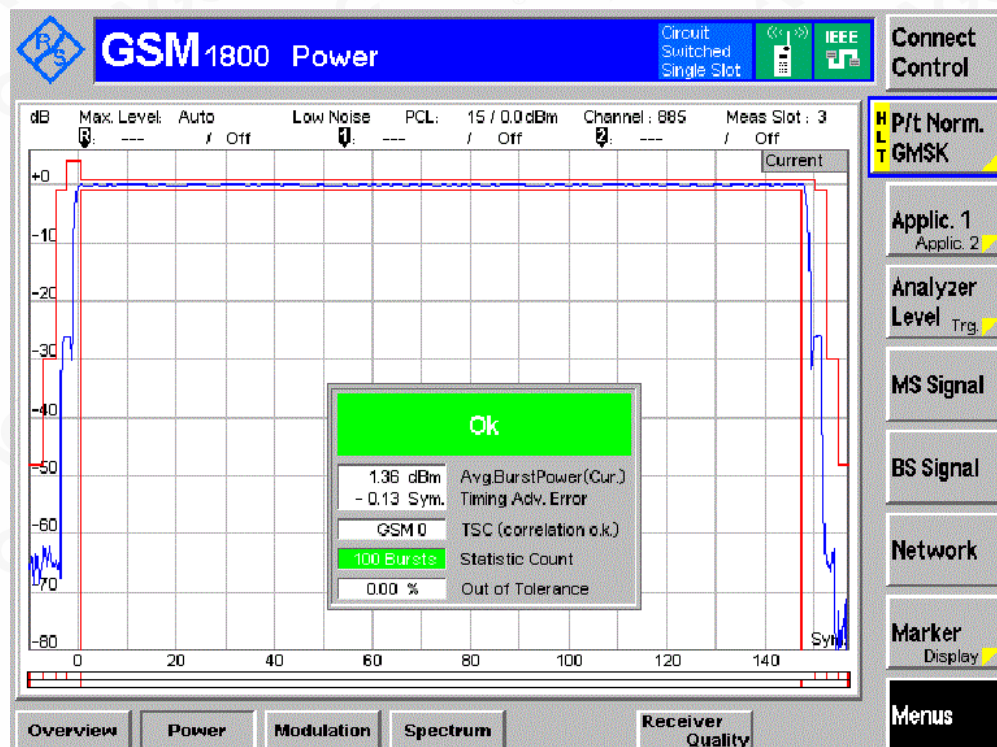 R/S
GSM 1800 Power
Circuit
Switched
Single Slot
IEEE
Connect
Control
dB Max. Level: Auto Low Noise PCL: 15 / 0.0 dBm Channel : 885 Meas Slot : 3
R: --- / Off 1: --- / Off 2: --- / Off
Current
H
L
T
P/t Norm.
GMSK
Applic. 1
Applic. 2
Analyzer
Level Trg.
MS Signal
BS Signal
Network
Marker
Display
Menus
+0
-10
-20
-30
-40
-50
-60
-70
-80
Ok
1.36 dBm Avg.BurstPower(Cur.)
- 0.13 Sym. Timing Adv. Error
GSM 0 TSC (correlation o.k.)
100 Bursts Statistic Count
0.00 % Out of Tolerance
Sym.
0 20 40 60 80 100 120 140
Overview Power Modulation Spectrum Receiver
Quality